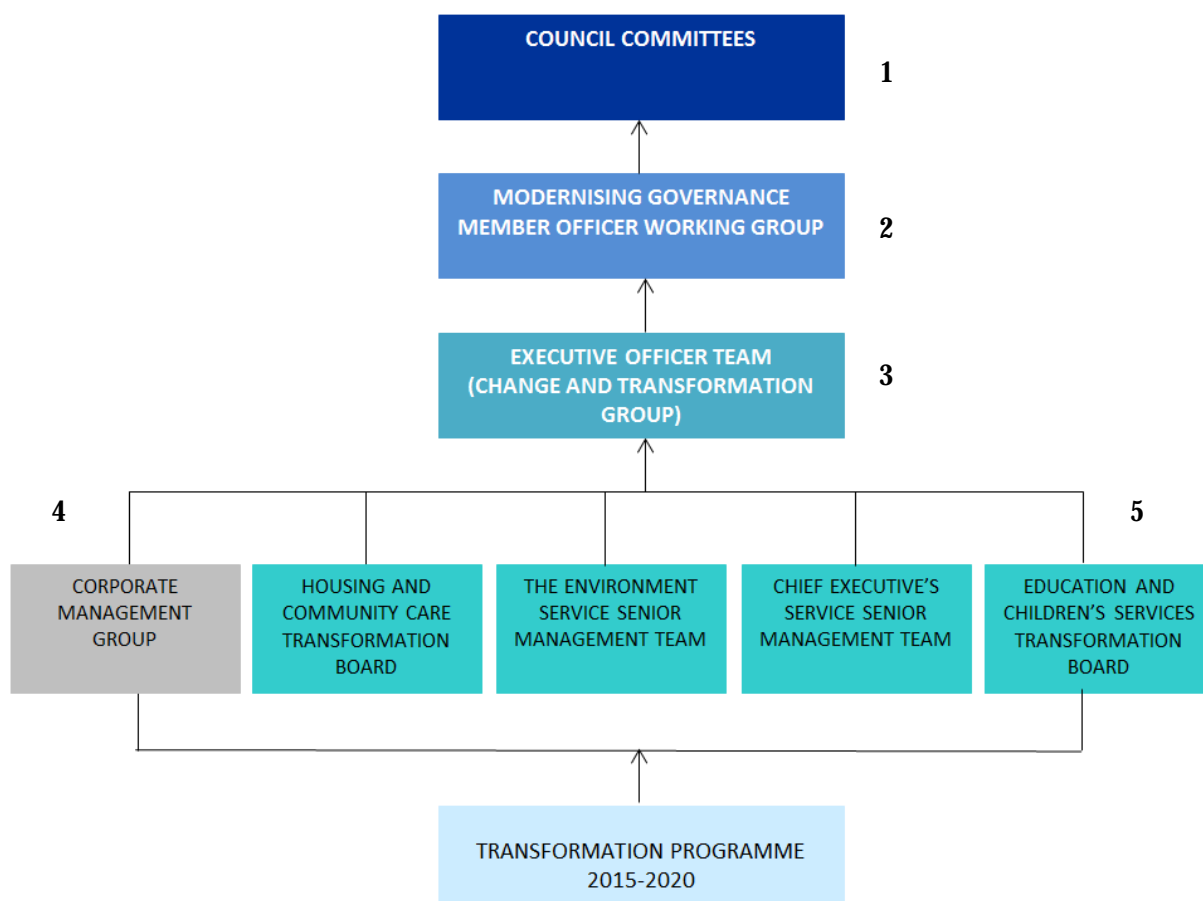 COUNCIL COMMITTEES
1
MODERNISING GOVERNANCE
MEMBER OFFICER WORKING GROUP
2
EXECUTIVE OFFICER TEAM
(CHANGE AND TRANSFORMATION
GROUP)
3
4
5
CORPORATE
MANAGEMENT
GROUP
HOUSING AND
COMMUNITY CARE
TRANSFORMATION
BOARD
THE ENVIRONMENT
SERVICE SENIOR
MANAGEMENT TEAM
CHIEF EXECUTIVE’S
SERVICE SENIOR
MANAGEMENT TEAM
EDUCATION AND
CHILDREN’S SERVICES
TRANSFORMATION
BOARD
TRANSFORMATION PROGRAMME
2015-2020